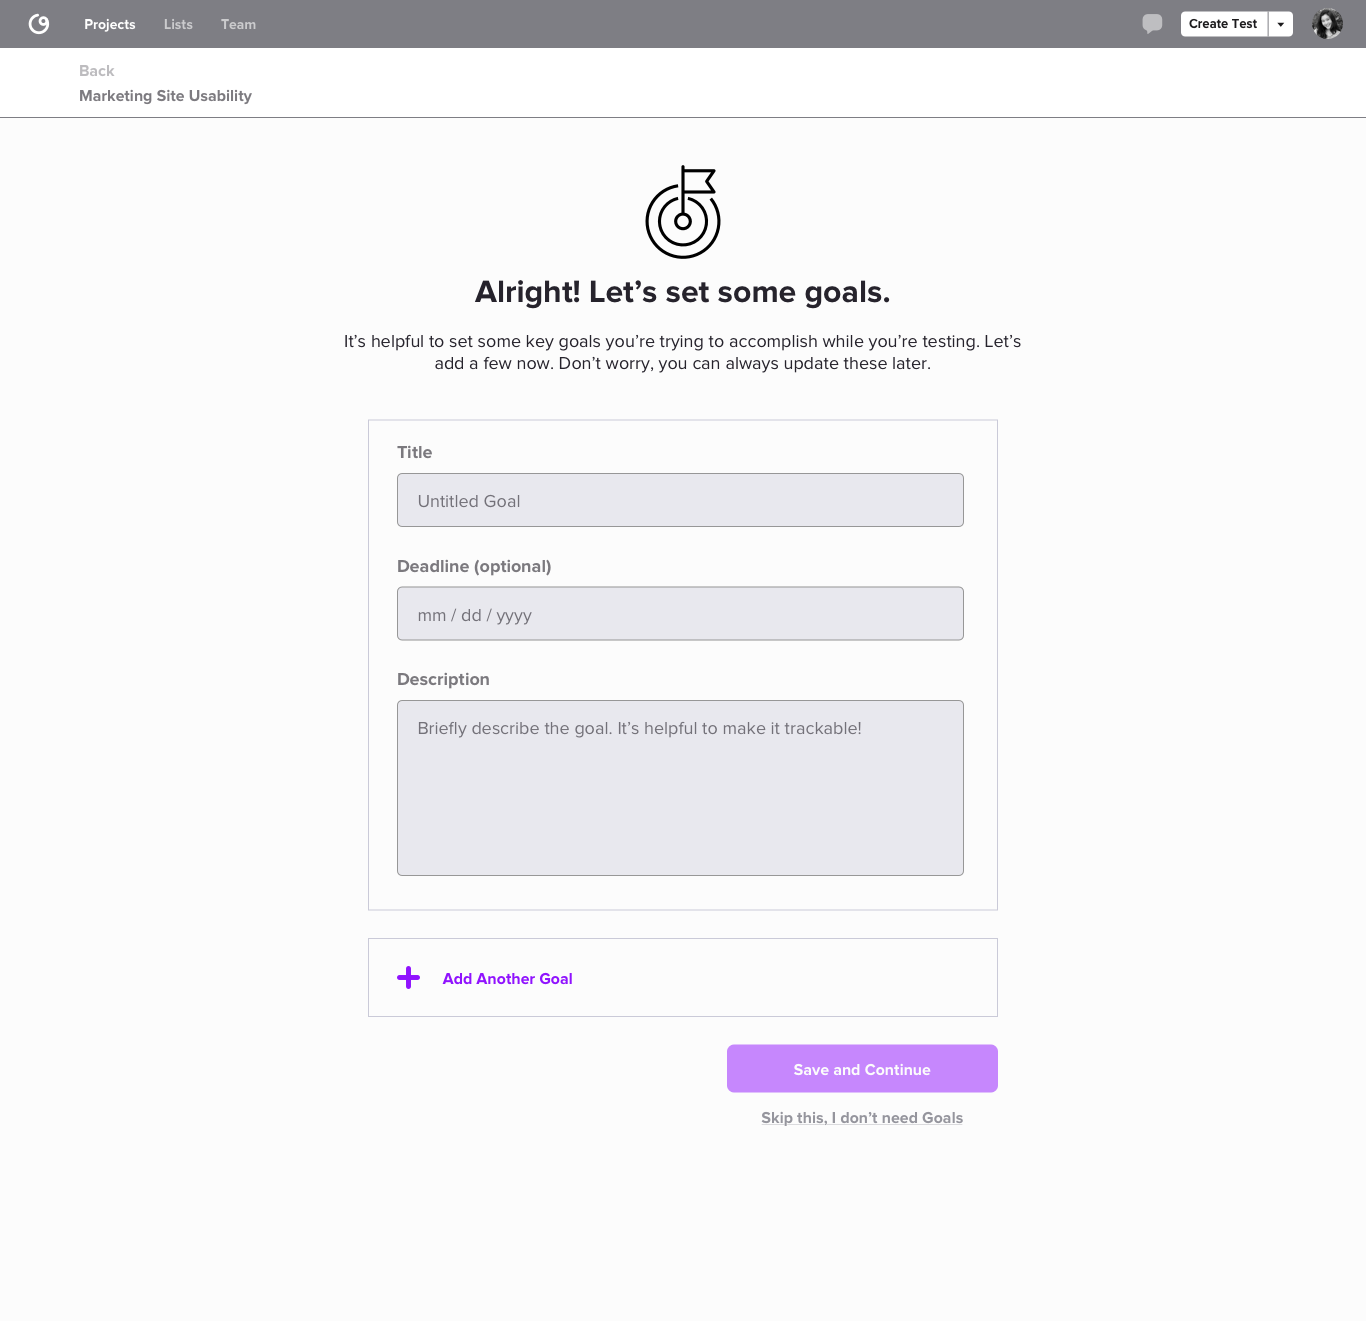 Projects Lists Team Create Test
Back
Marketing Site Usability
Alright! Let’s set some goals.
It’s helpful to set some key goals you’re trying to accomplish while you’re testing. Let’s
add a few now. Don’t worry, you can always update these later.
Title
Untitled Goal
Deadline (optional)
mm / dd / yyyy
Description
Briefly describe the goal. It’s helpful to make it trackable!
Add Another Goal
Save and Continue
Skip this, I don’t need Goals